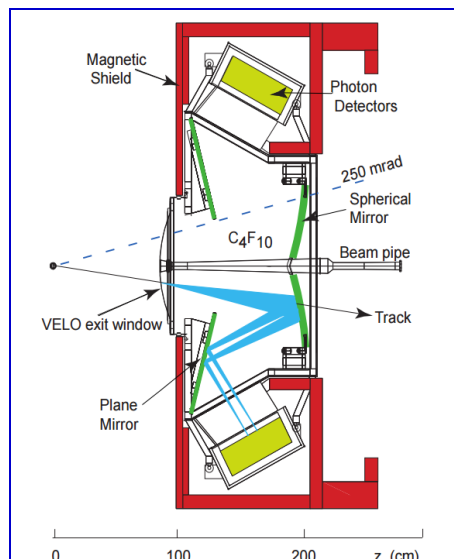 Magnetic
Shield
Photon
Detectors
250 mrad
Spherical
Mirror
C4F10
Beam pipe
VELO exit window
Track
Plane
Mirror
0 100 200 z (cm)